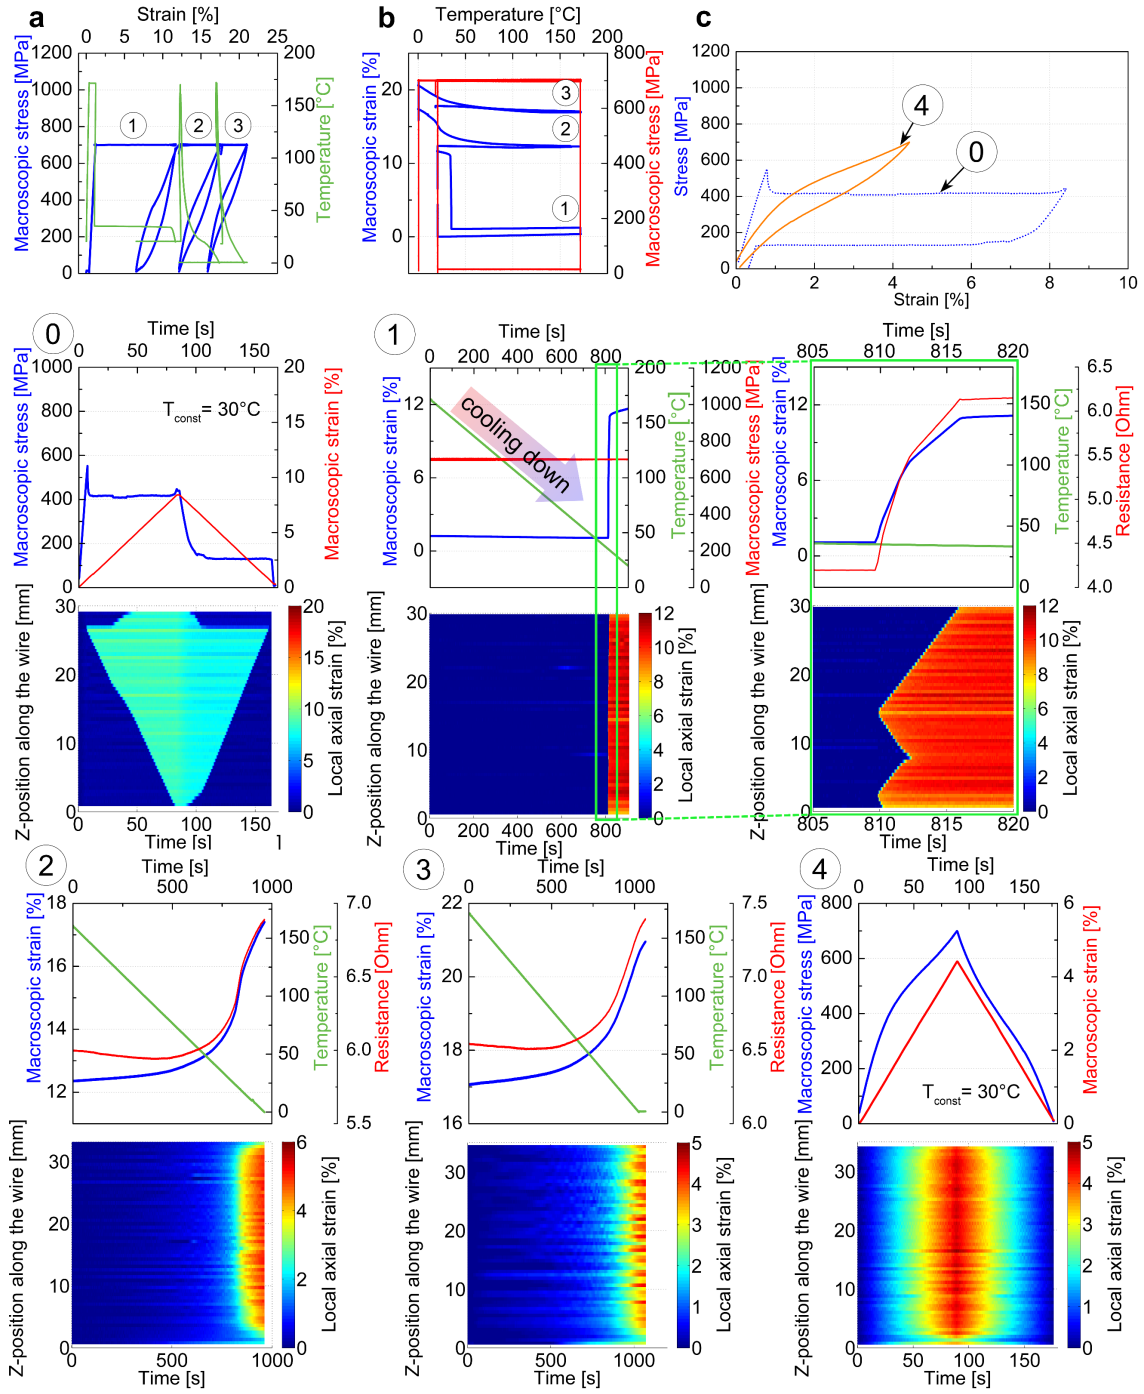 a
Strain [%]
0 5 10 15 20 25
Macroscopic stress [MPa]
1200
1000
800
600
400
200
0
200
150
100
50
0
Temperature [°C]
1
2
3
b
Temperature [°C]
0 100 200
Macroscopic strain [%]
20
10
0
800
600
400
200
0
Macroscopic stress [MPa]
3
2
1
c
Stress [MPa]
1200
1000
800
600
400
200
0
4
0
0 2 4 6 8 10
Strain [%]
0
Time [s]
0 50 100 150
Macroscopic stress [MPa]
1000
800
600
400
200
0
20
15
10
5
0
Macroscopic strain [%]
Tconst= 30°C
Z-position along the wire [mm]
30
20
10
0
0 50 100 150
Time [s]
20
15
10
5
0
Local axial strain [%]
1
Time [s]
0 200 400 600 800
Macroscopic strain [%]
12
6
0
cooling down
200
150
100
50
0
Temperature [°C]
1200
1000
800
600
400
200
0
Macroscopic stress [MPa]
Z-position along the wire [mm]
30
20
10
0
0 200 400 600 800
Time [s]
12
10
8
6
4
2
0
Local axial strain [%]
Time [s]
805 810 815 820
Macroscopic strain [%]
12
6
0
200
150
100
50
0
Temperature [°C]
6.5
6.0
5.5
5.0
4.5
4.0
Resistance [Ohm]
Z-position along the wire [mm]
30
20
10
0
805 810 815 820
Time [s]
12
10
8
6
4
2
0
Local axial strain [%]
2
Time [s]
0 500 1000
Macroscopic strain [%]
18
17
16
14
13
12
150
100
50
0
Temperature [°C]
7.0
6.5
6.0
5.5
Resistance [Ohm]
Z-position along the wire [mm]
30
20
10
0
0 500 1000
Time [s]
6
5
4
3
2
1
0
Local axial strain [%]
3
Time [s]
0 500 1000
Macroscopic strain [%]
22
20
18
16
150
100
50
0
Temperature [°C]
7.5
7.0
6.5
6.0
Resistance [Ohm]
Z-position along the wire [mm]
30
20
10
0
0 500 1000
Time [s]
5
4
3
2
1
0
Local axial strain [%]
4
Time [s]
0 50 100 150
Macroscopic stress [MPa]
800
600
400
200
0
6
4
2
0
Macroscopic strain [%]
Tconst= 30°C
Z-position along the wire [mm]
30
20
10
0
0 50 100 150
Time [s]
5
4
3
2
1
0
Local axial strain [%]